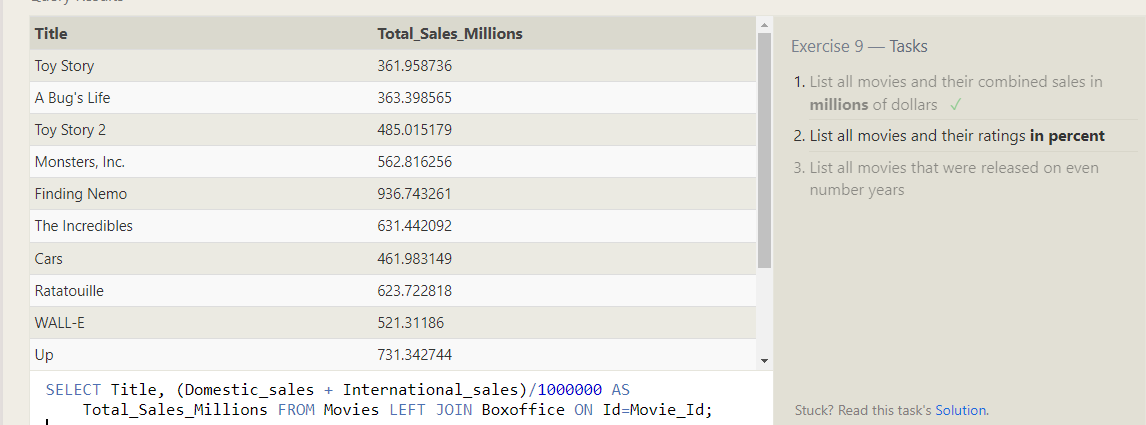 Query Results
Title Total_Sales_Millions
Toy Story 361.958736
A Bug's Life 363.398565
Toy Story 2 485.015179
Monsters, Inc. 562.816256
Finding Nemo 936.743261
The Incredibles 631.442092
Cars 461.983149
Ratatouille 623.722818
WALL-E 521.31186
Up 731.342744
SELECT Title, (Domestic_sales + International_sales)/1000000 AS
Total_Sales_Millions FROM Movies LEFT JOIN Boxoffice ON Id=Movie_Id;
Exercise 9 — Tasks
1. List all movies and their combined sales in
millions of dollars ✓
2. List all movies and their ratings in percent
3. List all movies that were released on even
number years
Stuck? Read this task's Solution.